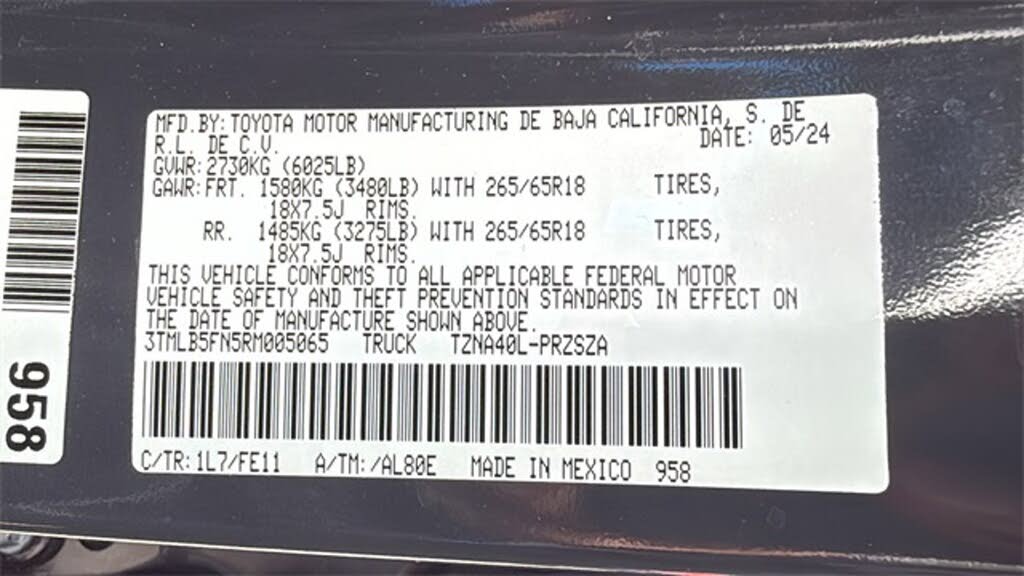 MFD.BY:TOYOTA MOTOR MANUFACTURING DE BAJA CALIFORNIA, S. DE
R.L. DE C.V. DATE: 05/24
GVWR:2730KG (6025LB)
GAWR:FRT. 1580KG (3480LB) WITH 265/65R18 TIRES,
18X7.5J RIMS.
RR. 1485KG (3275LB) WITH 265/65R18 TIRES,
18X7.5J RIMS.
THIS VEHICLE CONFORMS TO ALL APPLICABLE FEDERAL MOTOR
VEHICLE SAFETY AND THEFT PREVENTION STANDARDS IN EFFECT ON
THE DATE OF MANUFACTURE SHOWN ABOVE.
3TMLB5FN5RM005065 TRUCK TZNA40L-PRZSZA
C/TR:1L7/FE11 A/TM:/AL80E MADE IN MEXICO 958
958